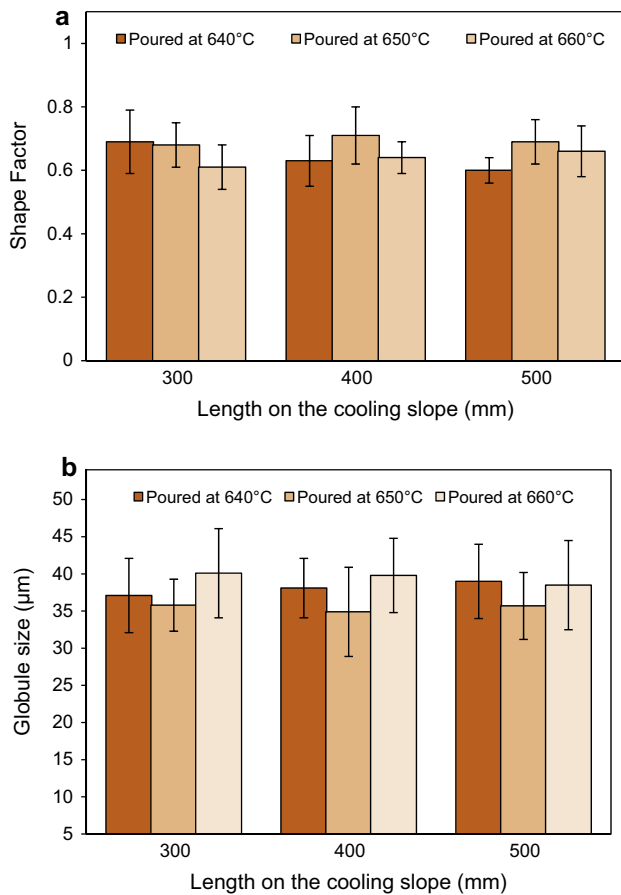 a
1
Poured at 640°C Poured at 650°C Poured at 660°C
0.8
0.6
0.4
0.2
0
Shape Factor
300 400 500
Length on the cooling slope (mm)
b
50
Poured at 640°C Poured at 650°C Poured at 660°C
45
40
35
30
25
20
15
10
5
Globule size (µm)
300 400 500
Length on the cooling slope (mm)